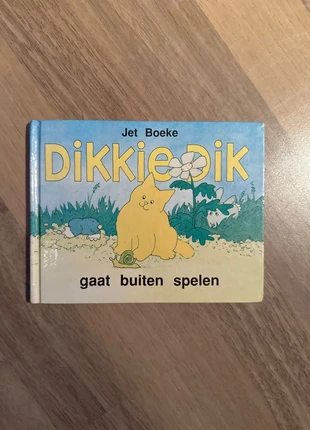 Jet Boeke
DiKKiE DiK
gaat buiten spelen